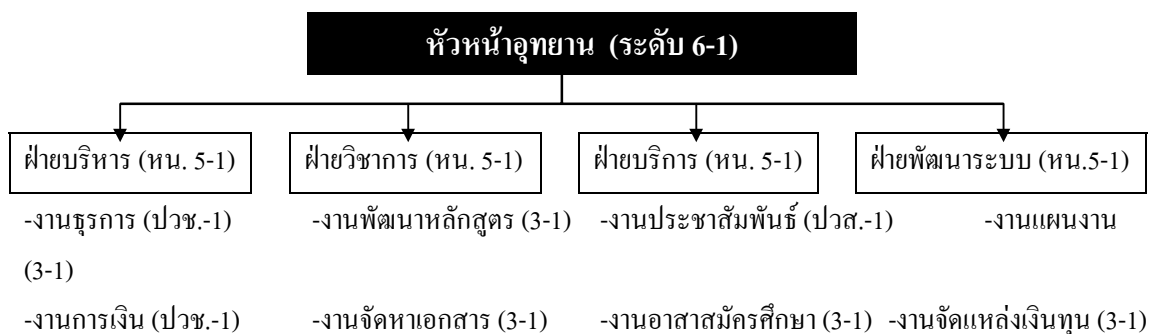 หัวหน้าอุทยาน (ระดับ 6-1)
ฝ่ายบริหาร (หน. 5-1) ฝ่ายวิชาการ (หน. 5-1) ฝ่ายบริการ (หน. 5-1) ฝ่ายพัฒนาระบบ (หน.5-1)
-งานธุรการ (ปวช.-1) -งานพัฒนาหลักสูตร (3-1) -งานประชาสัมพันธ์ (ปวส.-1) -งานแผนงาน
(3-1)
-งานการเงิน (ปวช.-1) -งานจัดหาเอกสาร (3-1) -งานอาสาสมัครศึกษา (3-1) -งานจัดแหล่งเงินทุน (3-1)